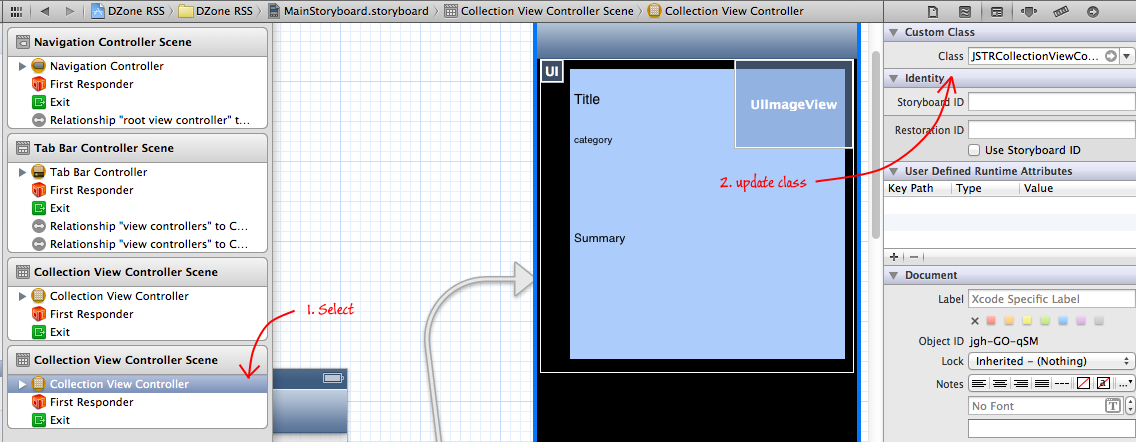 DZone RSS
DZone RSS
MainStoryboard.storyboard
Collection View Controller Scene
Collection View Controller
Navigation Controller Scene
Navigation Controller
First Responder
Exit
Relationship "root view controller" t...
Tab Bar Controller Scene
Tab Bar Controller
First Responder
Exit
Relationship "view controllers" to C...
Relationship "view controllers" to C...
Collection View Controller Scene
Collection View Controller
First Responder
Exit
Collection View Controller Scene
Collection View Controller
First Responder
Exit
1. Select
UI
Title
UIImageView
category
Summary
2. update class
Custom Class
Class JSTRCollectionViewCo...
Identity
Storyboard ID
Restoration ID
Use Storyboard ID
User Defined Runtime Attributes
Key Path Type Value
Document
Label Xcode Specific Label
Object ID jgh-GO-qSM
Lock Inherited - (Nothing)
Notes
No Font